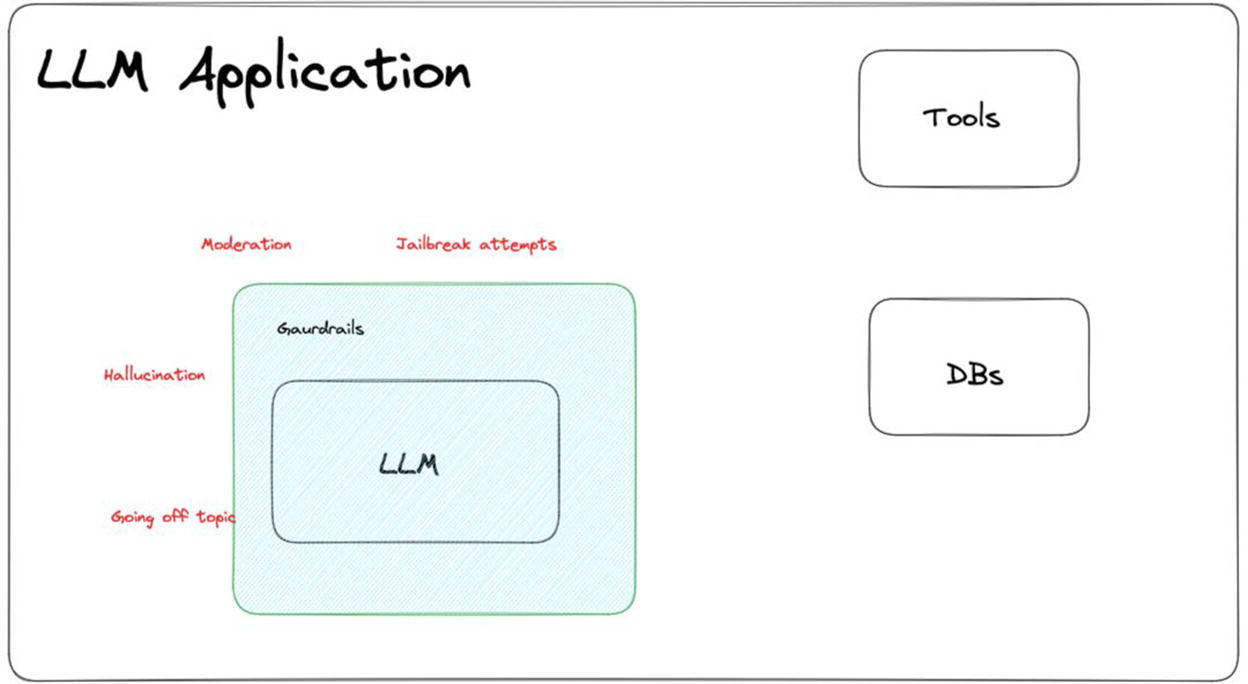 LLM Application
Tools
Moderation
Jailbreak attempts
Gaurdrails
Hallucination
DBs
LLM
Going off topic